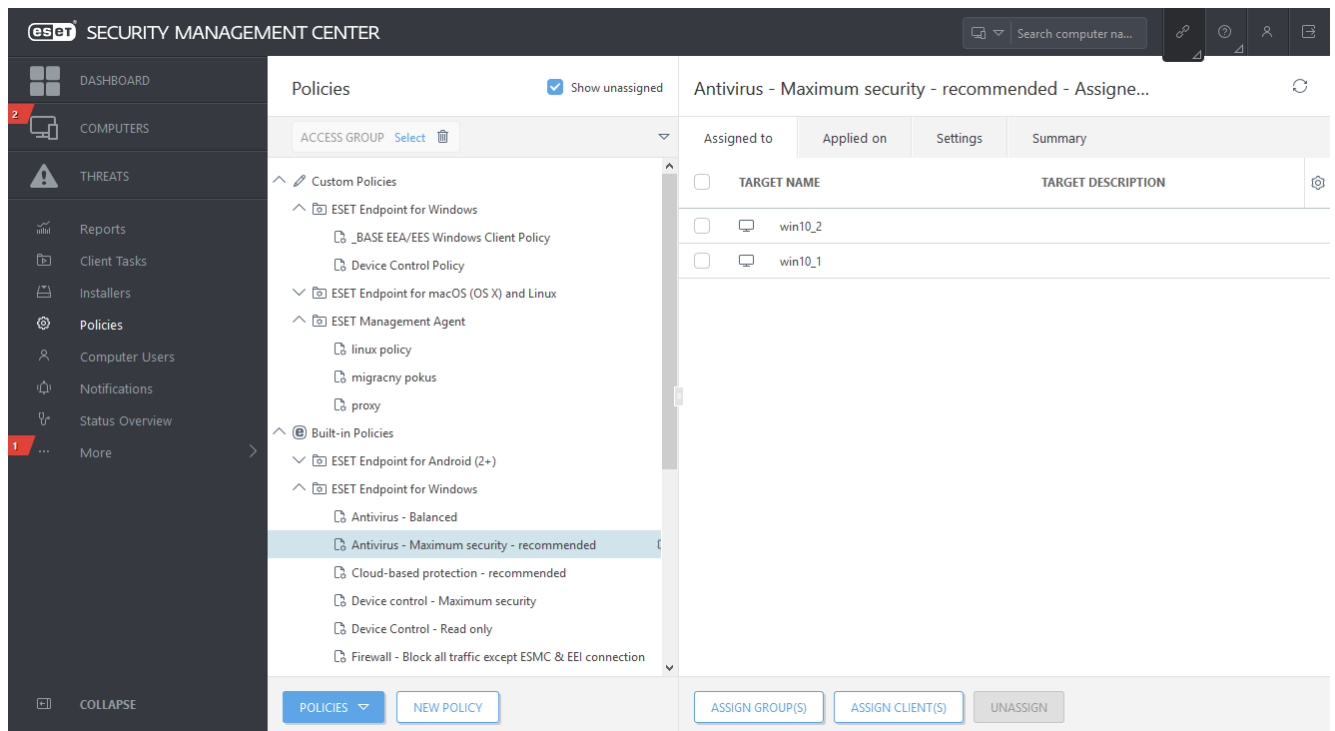 eset SECURITY MANAGEMENT CENTER
Search computer na...
DASHBOARD
2
COMPUTERS
THREATS
Reports
Client Tasks
Installers
Policies
Computer Users
Notifications
Status Overview
1
More
COLLAPSE
Policies
Show unassigned
ACCESS GROUP Select
Custom Policies
ESET Endpoint for Windows
_BASE EEA/EES Windows Client Policy
Device Control Policy
ESET Endpoint for macOS (OS X) and Linux
ESET Management Agent
linux policy
migracny pokus
proxy
Built-in Policies
ESET Endpoint for Android (2+)
ESET Endpoint for Windows
Antivirus - Balanced
Antivirus - Maximum security - recommended
Cloud-based protection - recommended
Device control - Maximum security
Device Control - Read only
Firewall - Block all traffic except ESMC & EEI connection
POLICIES
NEW POLICY
Antivirus - Maximum security - recommended - Assigne...
Assigned to Applied on Settings Summary
TARGET NAME TARGET DESCRIPTION
win10_2
win10_1
ASSIGN GROUP(S) ASSIGN CLIENT(S) UNASSIGN